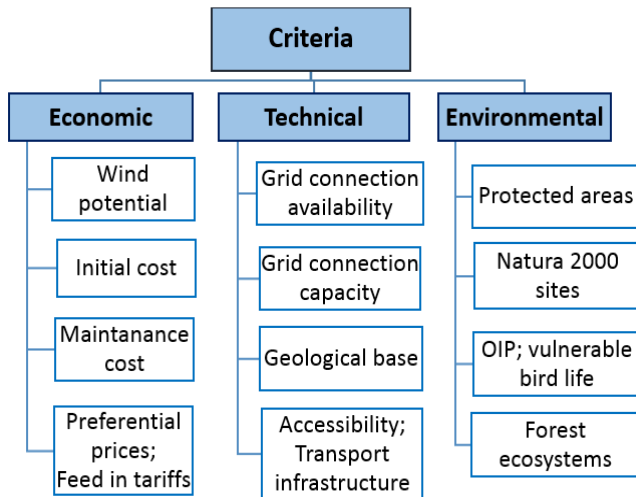 Criteria
Economic
Technical
Environmental
Wind
potential
Initial cost
Maintanance
cost
Preferential
prices;
Feed in tariffs
Grid connection
availability
Grid connection
capacity
Geological base
Accessibility;
Transport
infrastructure
Protected areas
Natura 2000
sites
OIP; vulnerable
bird life
Forest
ecosystems